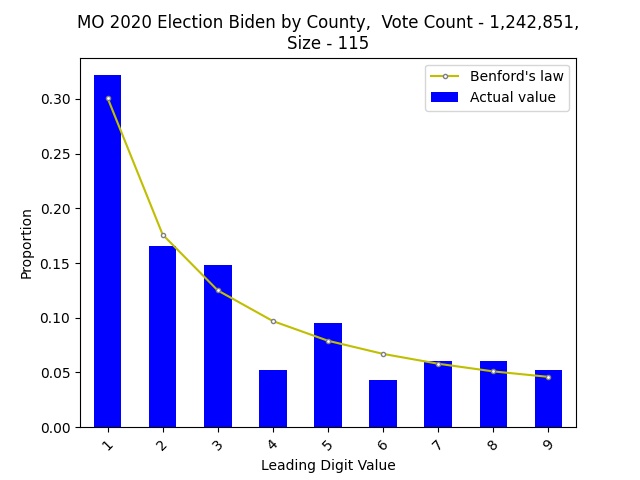 MO 2020 Election Biden by County,  Vote Count - 1,242,851,
Size - 115
Benford's law
Actual value
Proportion
0.30
0.25
0.20
0.15
0.10
0.05
0.00
1 2 3 4 5 6 7 8 9
Leading Digit Value